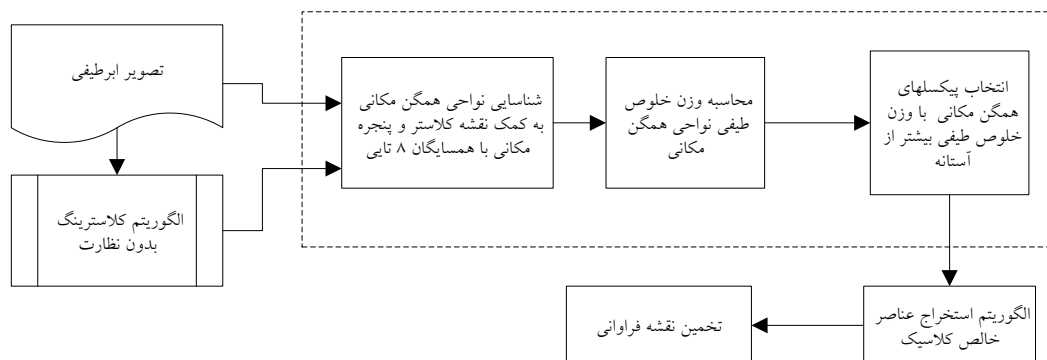 تصویر ابرطیفی
الگوریتم کلاسترینگ
بدون نظارت
شناسایی نواحی همگن مکانی
به کمک نقشه کلاستر و پنجره
مکانی با همسایگان ۸ تایی
محاسبه وزن خلوص
طیفی نواحی همگن
مکانی
انتخاب پیکسلهای
همگن مکانی با وزن
خلوص طیفی بیشتر از
آستانه
الگوریتم استخراج عناصر
خالص کلاسیک
تخمین نقشه فراوانی